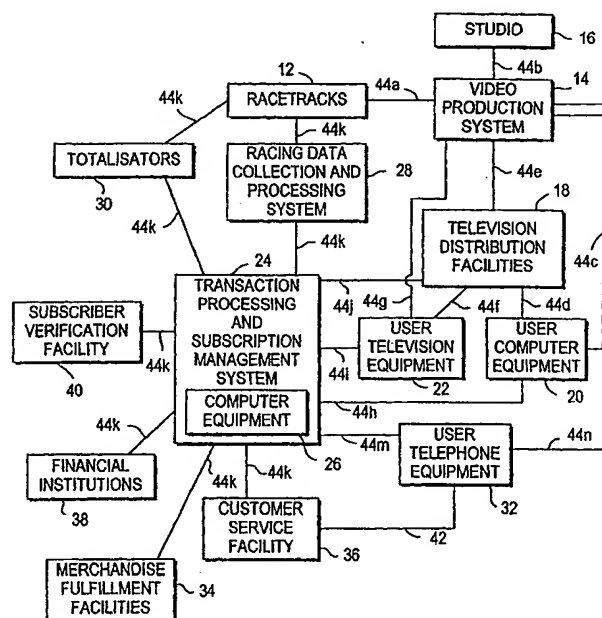 STUDIO
16
44b
12
44a
14
44k
RACETRACKS
VIDEO
PRODUCTION
SYSTEM
44k
TOTALISATORS
30
RACING DATA
COLLECTION AND
PROCESSING
SYSTEM
28
44e
18
44k
44k
TELEVISION
DISTRIBUTION
FACILITIES
44c
24
TRANSACTION
PROCESSING
AND
SUBSCRIPTION
MANAGEMENT
SYSTEM
44j
44g
44f
44d
SUBSCRIBER
VERIFICATION
FACILITY
40
44k
44i
USER
TELEVISION
EQUIPMENT
22
USER
COMPUTER
EQUIPMENT
20
COMPUTER
EQUIPMENT
26
44h
44k
44m
USER
TELEPHONE
EQUIPMENT
32
44n
FINANCIAL
INSTITUTIONS
38
44k
44k
CUSTOMER
SERVICE
FACILITY
36
42
MERCHANDISE
FULFILLMENT
FACILITIES
34